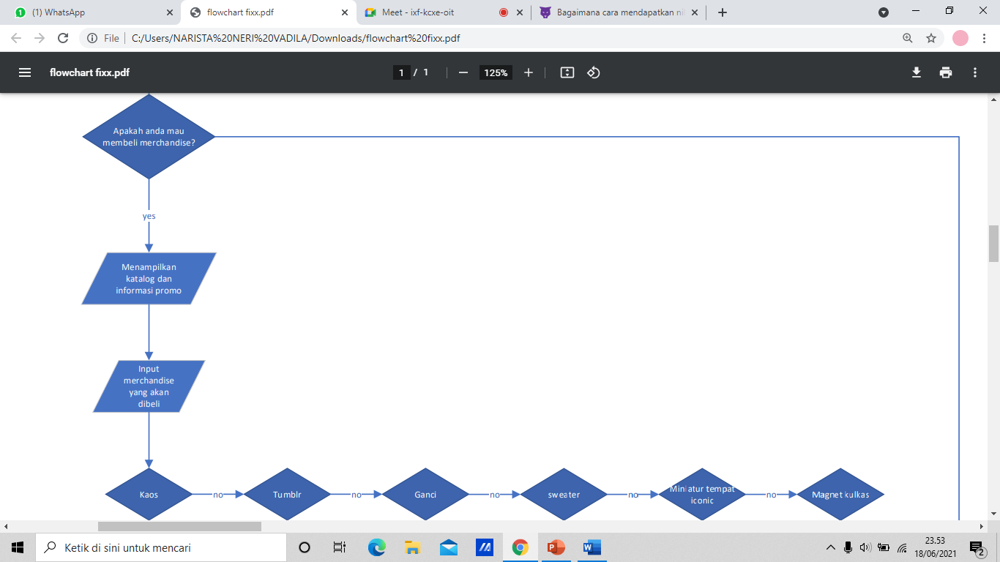 1
(1) WhatsApp
flowchart fixx.pdf
Meet - ixf-kcxe-oit
Bagaimana cara mendapatkan ni
File
C:/Users/NARISTA%20NERI%20VADILA/Downloads/flowchart%20fixx.pdf
flowchart fixx.pdf
1 / 1
125%
Apakah anda mau
membeli merchandise?
yes
Menampilkan
katalog dan
informasi promo
Input
merchandise
yang akan
dibeli
Kaos
no
Tumblr
no
Ganci
no
sweater
no
Miniatur tempat
iconic
no
Magnet kulkas
Ketik di sini untuk mencari
23.53
18/06/2021
2